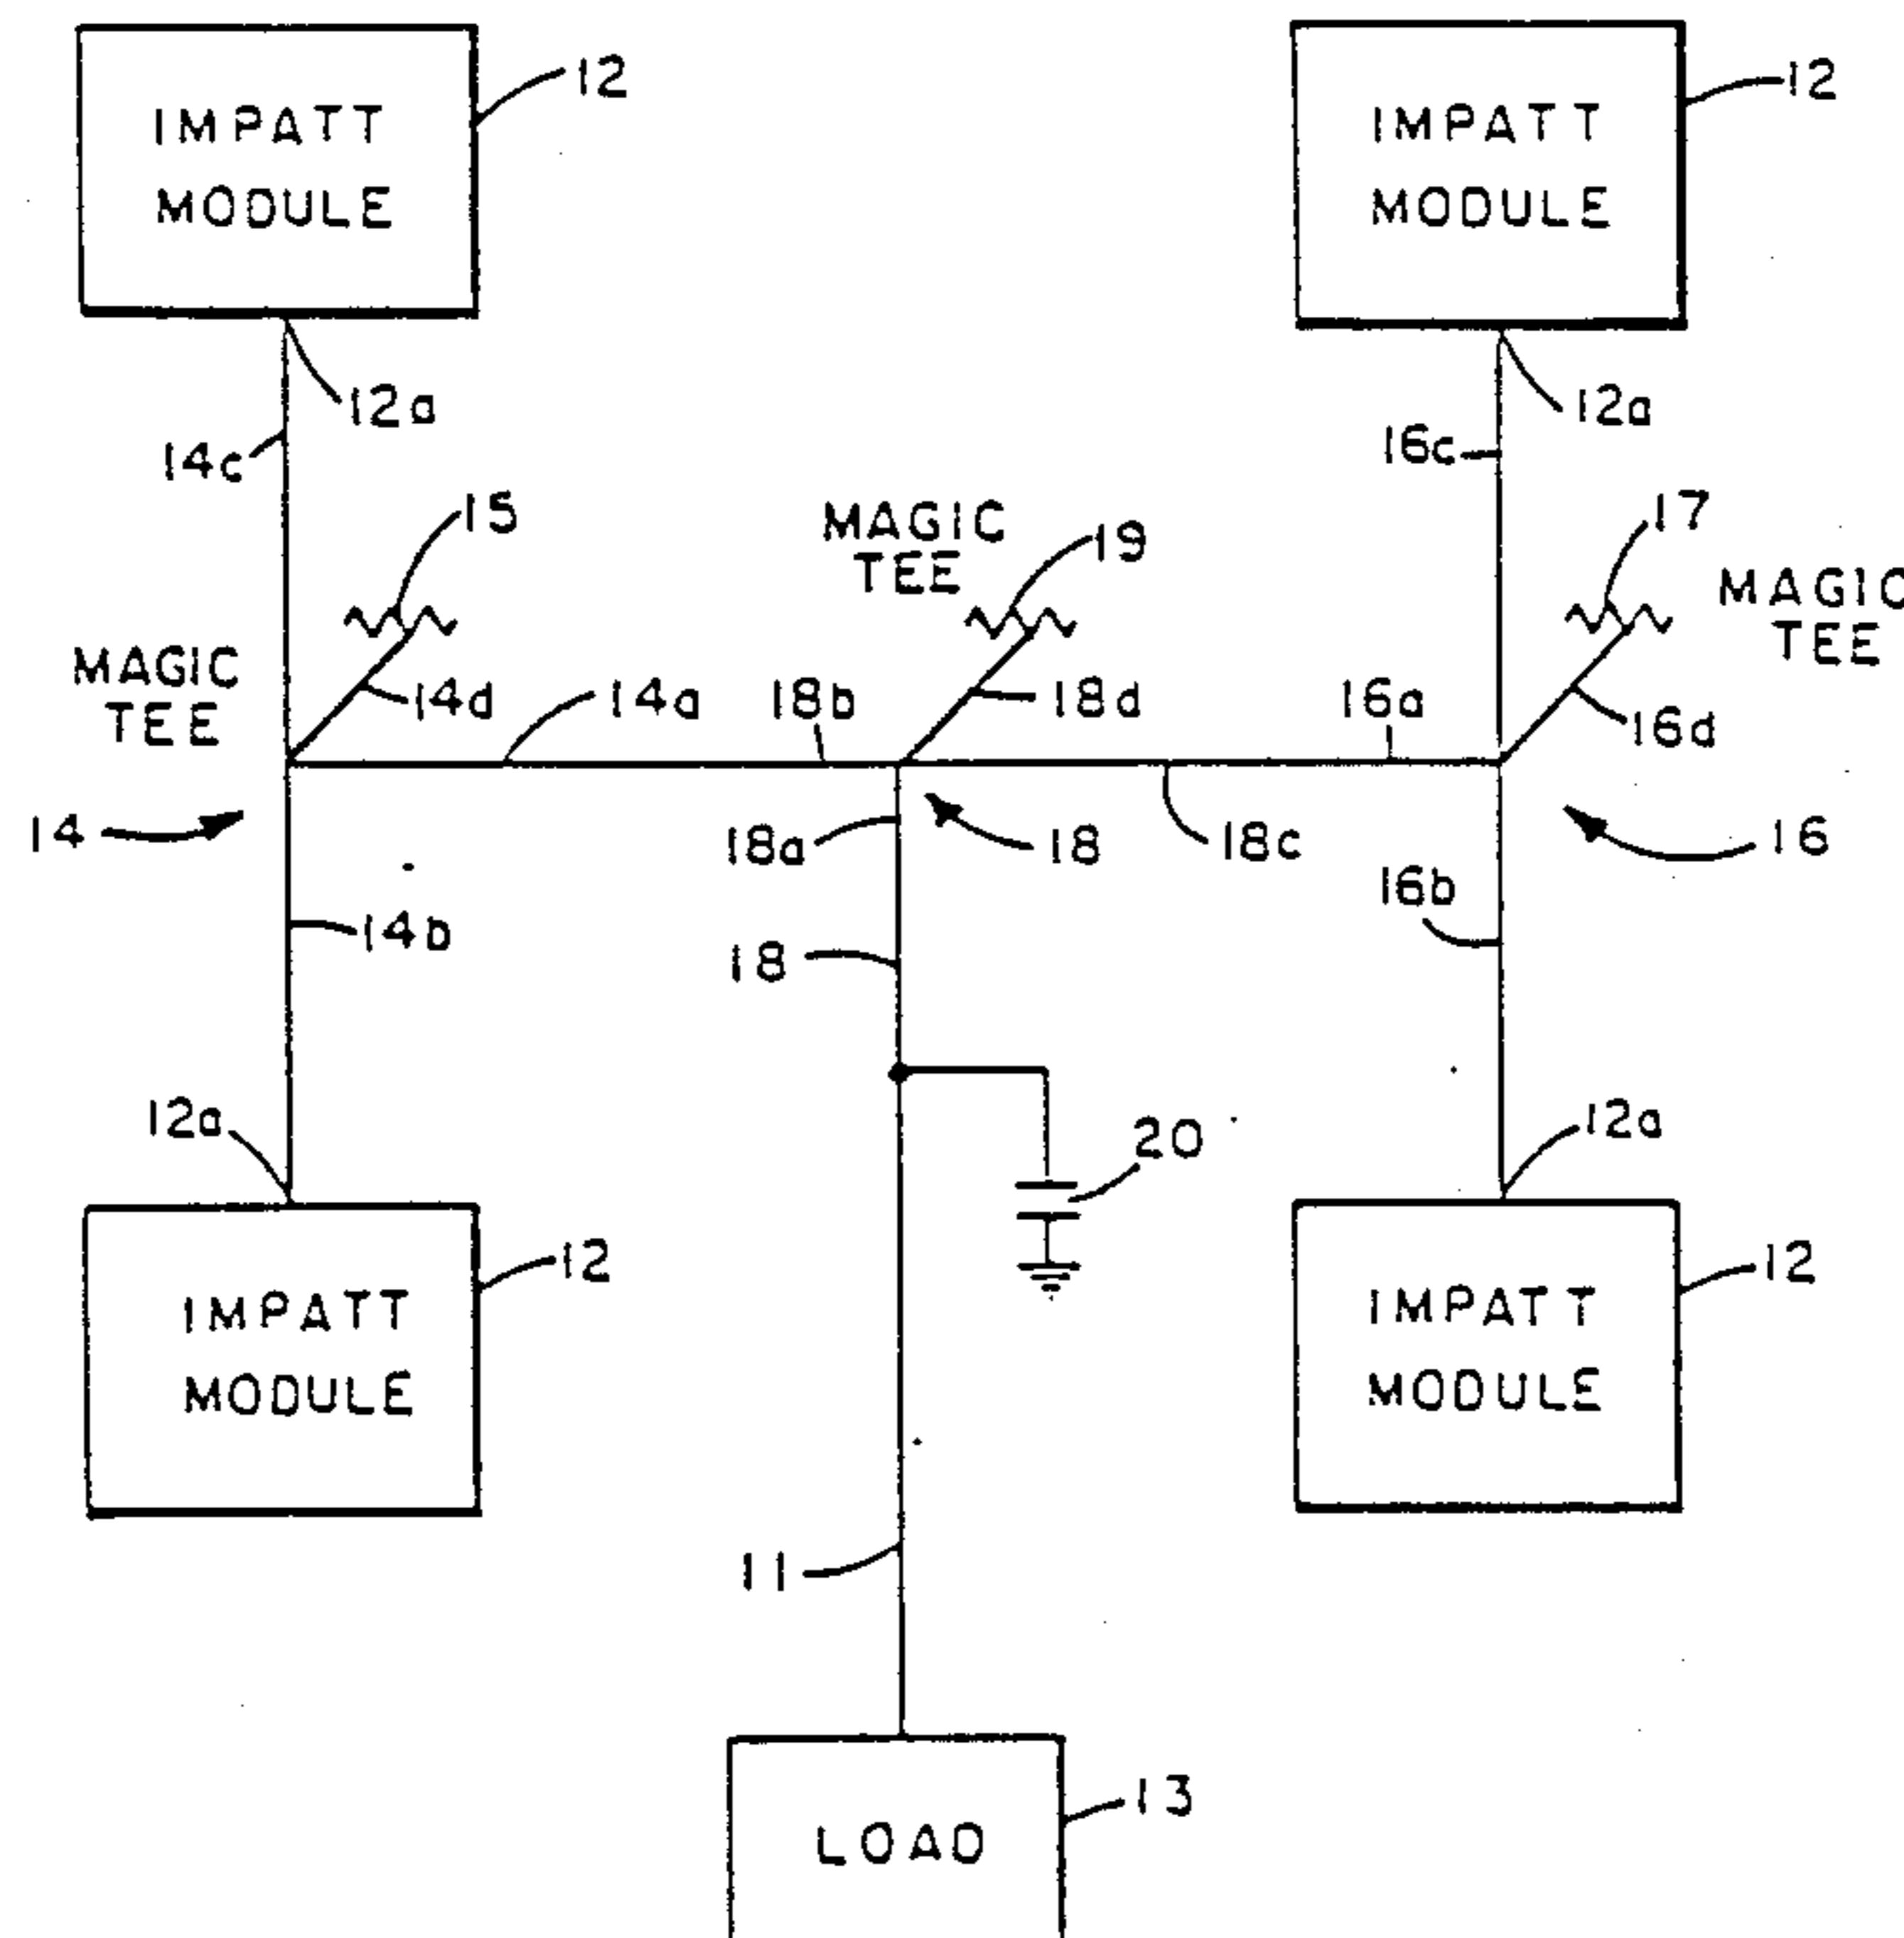 IMPATT
MODULE
12
IMPATT
MODULE
12
12a
12a
14c
16c
15
MAGIC
TEE
19
17
MAGIC
TEE
MAGIC
TEE
14d
14a
18b
18d
16a
16d
14
18a
18
18c
16
14b
16b
18
12a
20
12a
IMPATT
MODULE
12
IMPATT
MODULE
12
11
LOAD
13